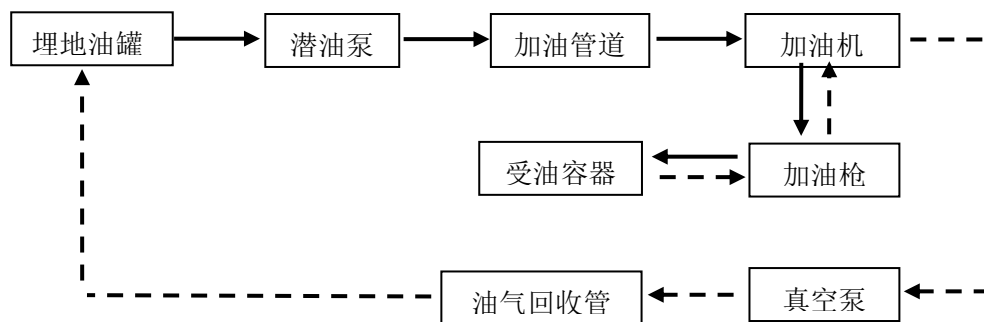 埋地油罐
潜油泵
加油管道
加油机
受油容器
加油枪
油气回收管
真空泵